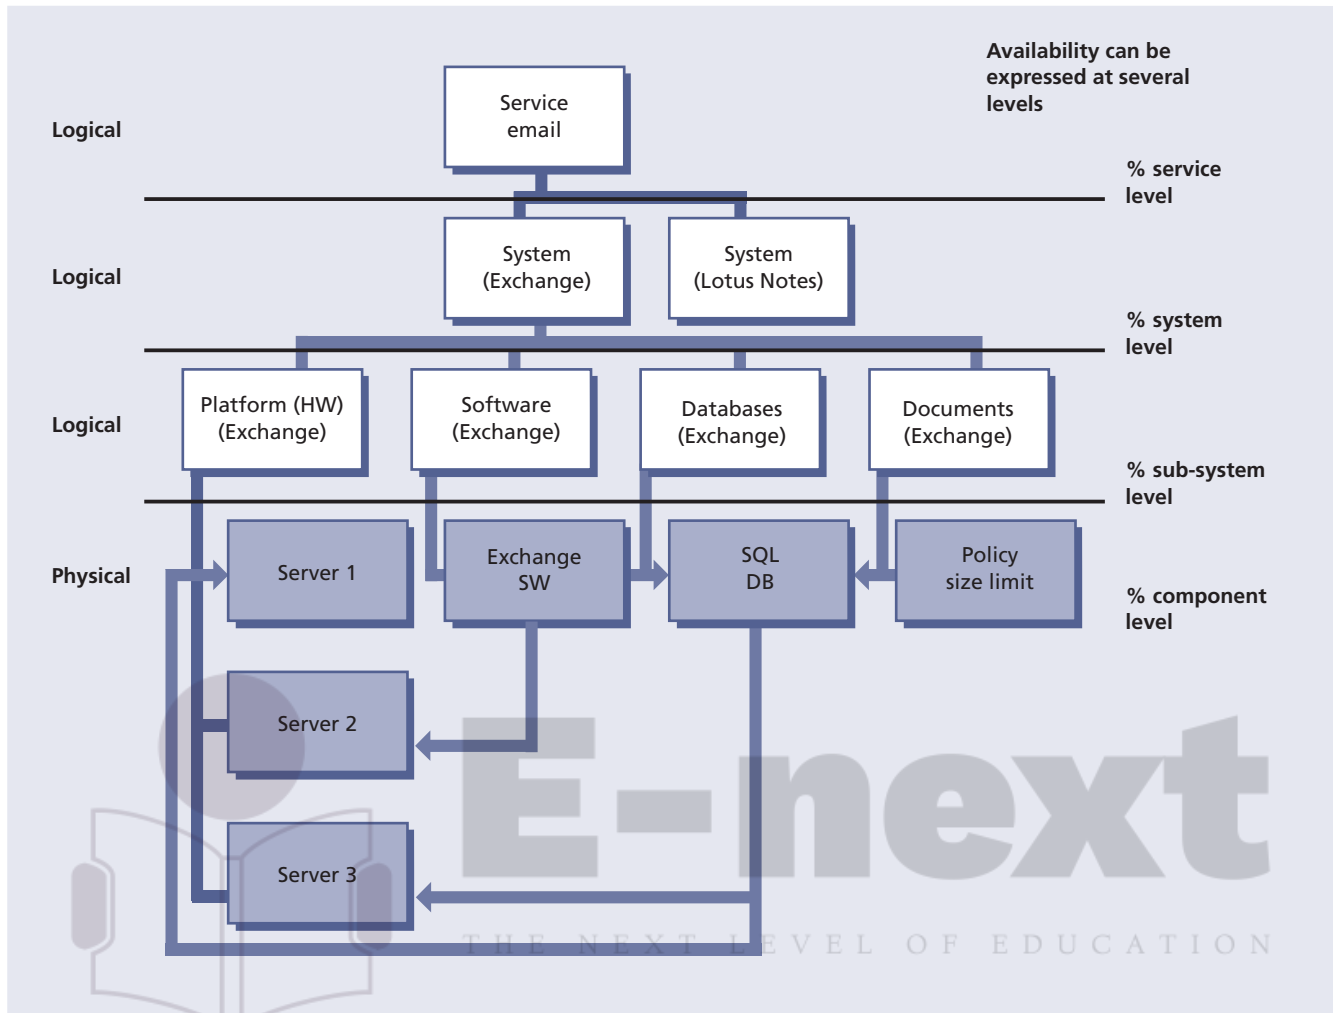 Availability can be
expressed at several
levels
Logical
Service
email
% service
level
Logical
System
(Exchange)
System
(Lotus Notes)
% system
level
Logical
Platform (HW)
(Exchange)
Software
(Exchange)
Databases
(Exchange)
Documents
(Exchange)
% sub-system
level
Physical
Server 1
Exchange
SW
SQL
DB
Policy
size limit
% component
level
Server 2
Server 3
E-next
THE NEXT LEVEL OF EDUCATION